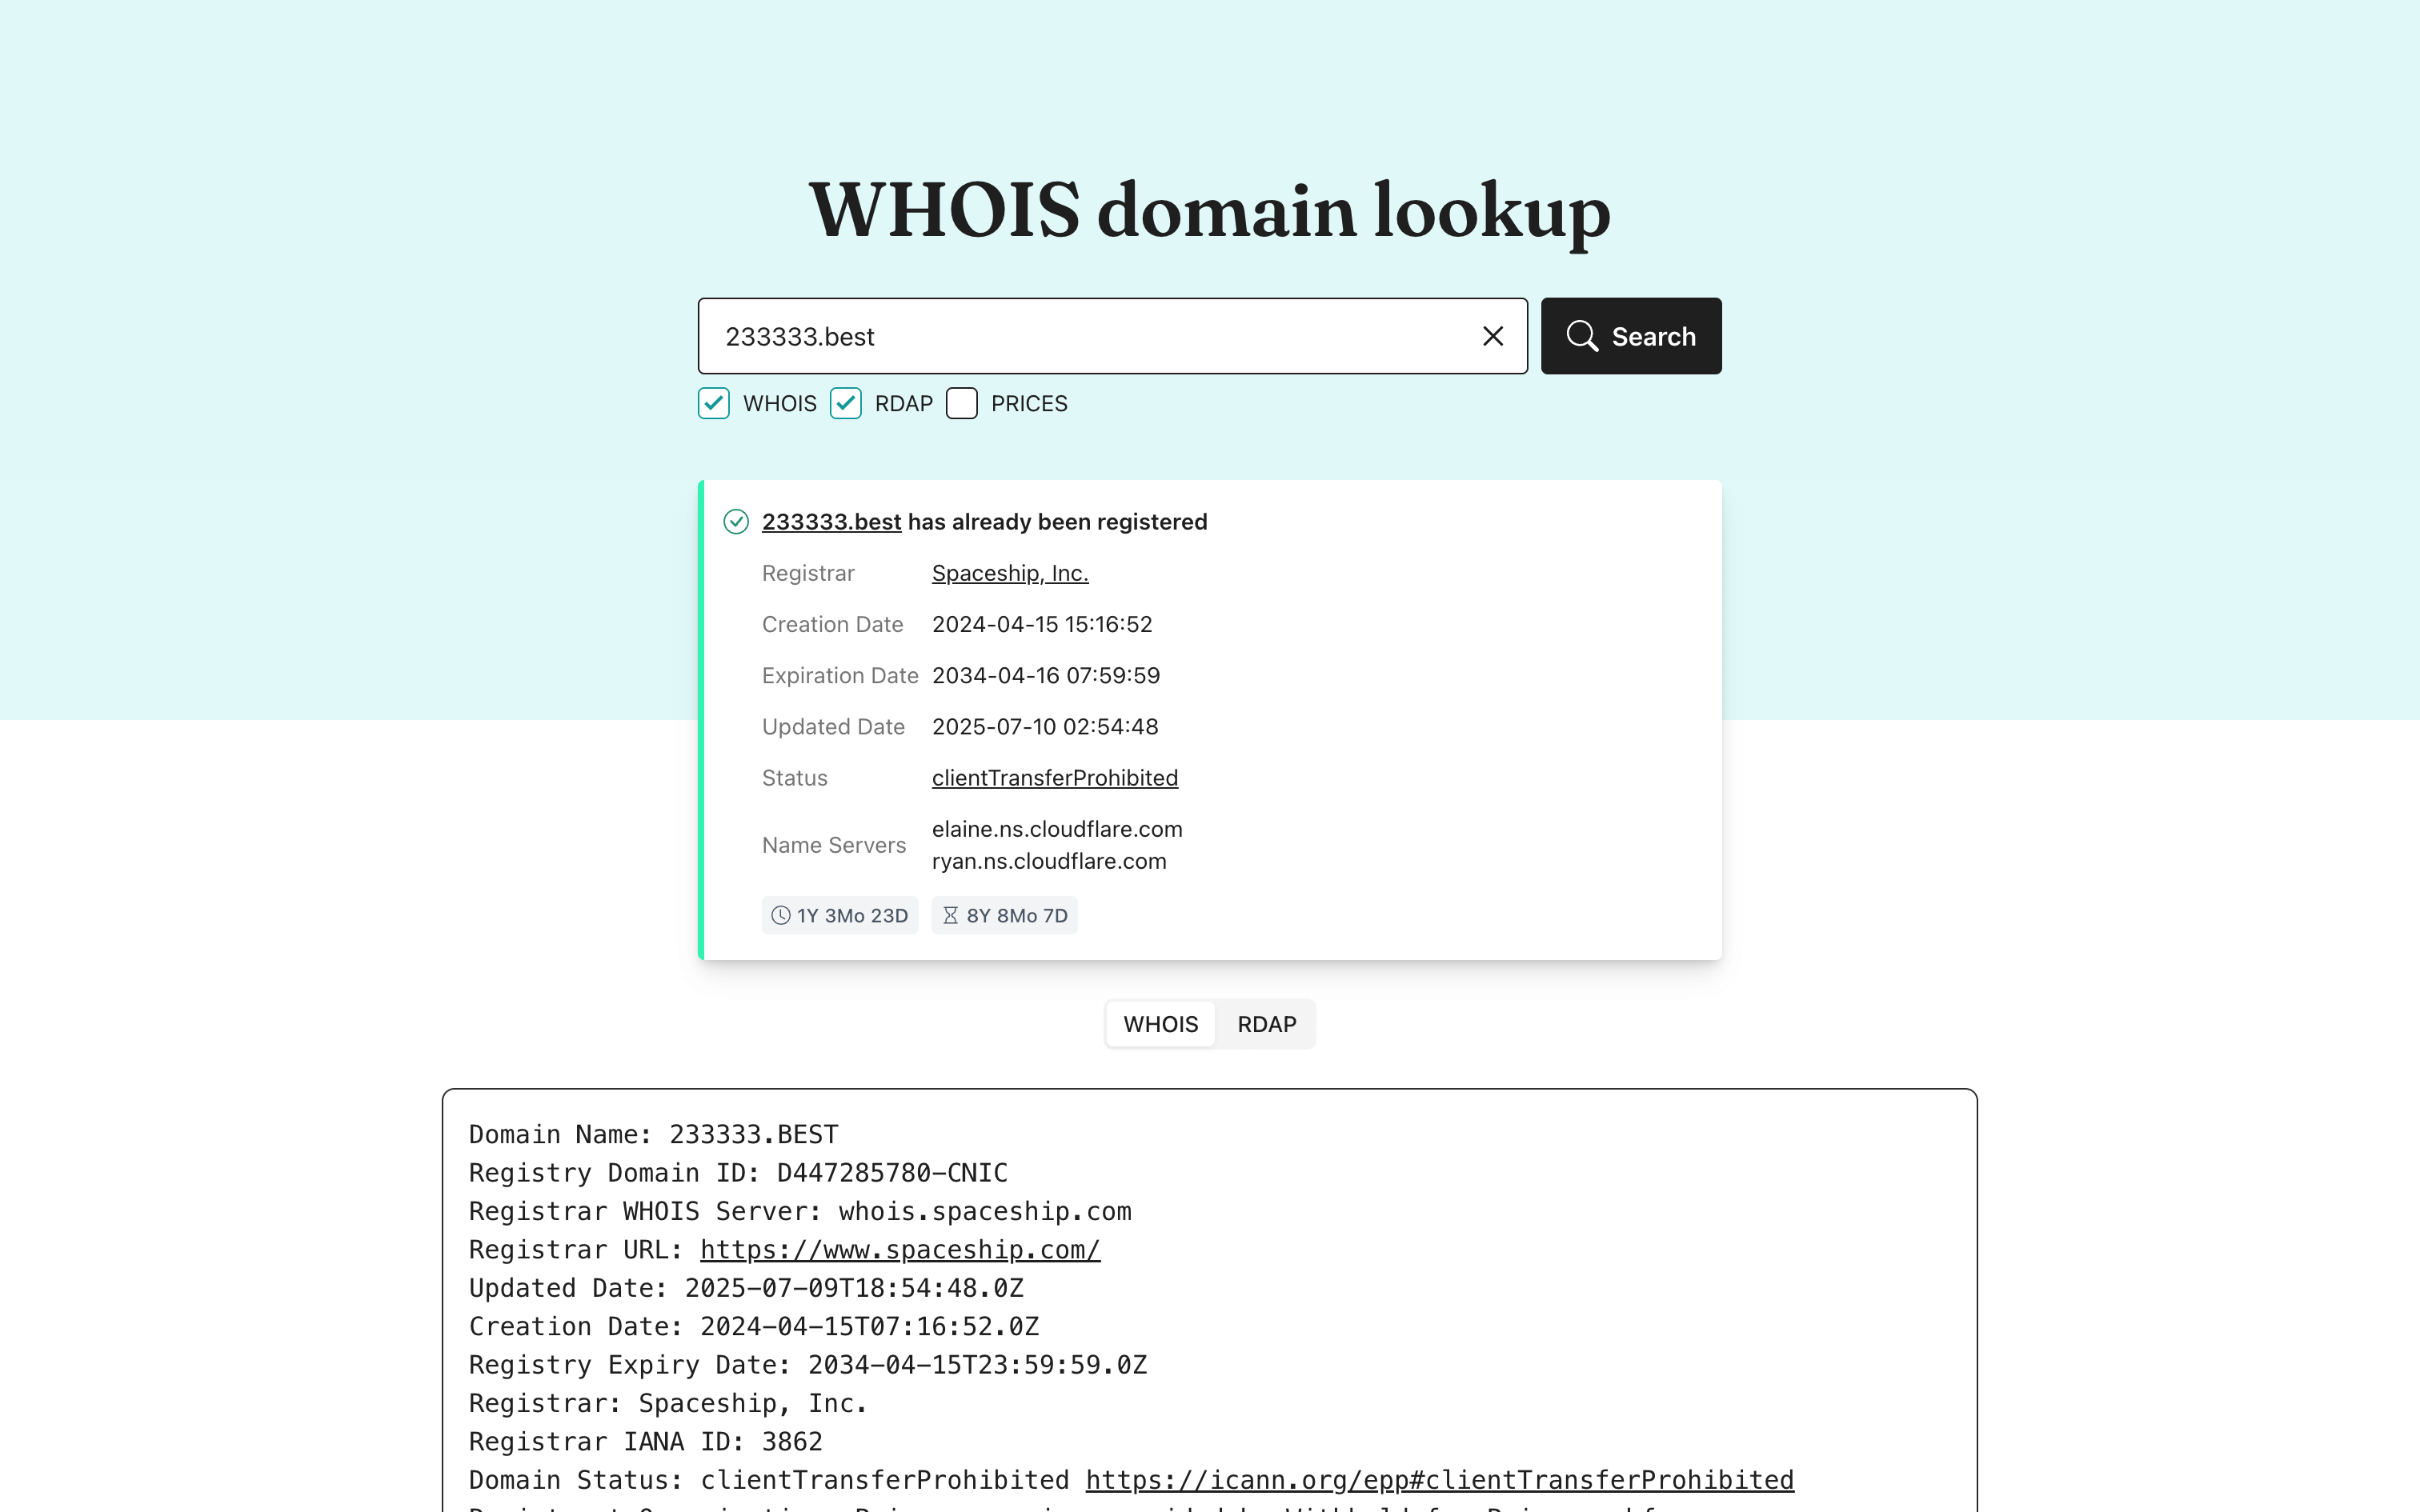 WHOIS domain lookup
233333.best
Search
WHOIS RDAP PRICES
233333.best has already been registered
Registrar Spaceship, Inc.
Creation Date 2024-04-15 15:16:52
Expiration Date 2034-04-16 07:59:59
Updated Date 2025-07-10 02:54:48
Status clientTransferProhibited
Name Servers
elaine.ns.cloudflare.com
ryan.ns.cloudflare.com
1Y 3Mo 23D 8Y 8Mo 7D
WHOIS RDAP
Domain Name: 233333.BEST
Registry Domain ID: D447285780-CNIC
Registrar WHOIS Server: whois.spaceship.com
Registrar URL: https://www.spaceship.com/
Updated Date: 2025-07-09T18:54:48.0Z
Creation Date: 2024-04-15T07:16:52.0Z
Registry Expiry Date: 2034-04-15T23:59:59.0Z
Registrar: Spaceship, Inc.
Registrar IANA ID: 3862
Domain Status: clientTransferProhibited https://icann.org/epp#clientTransferProhibited